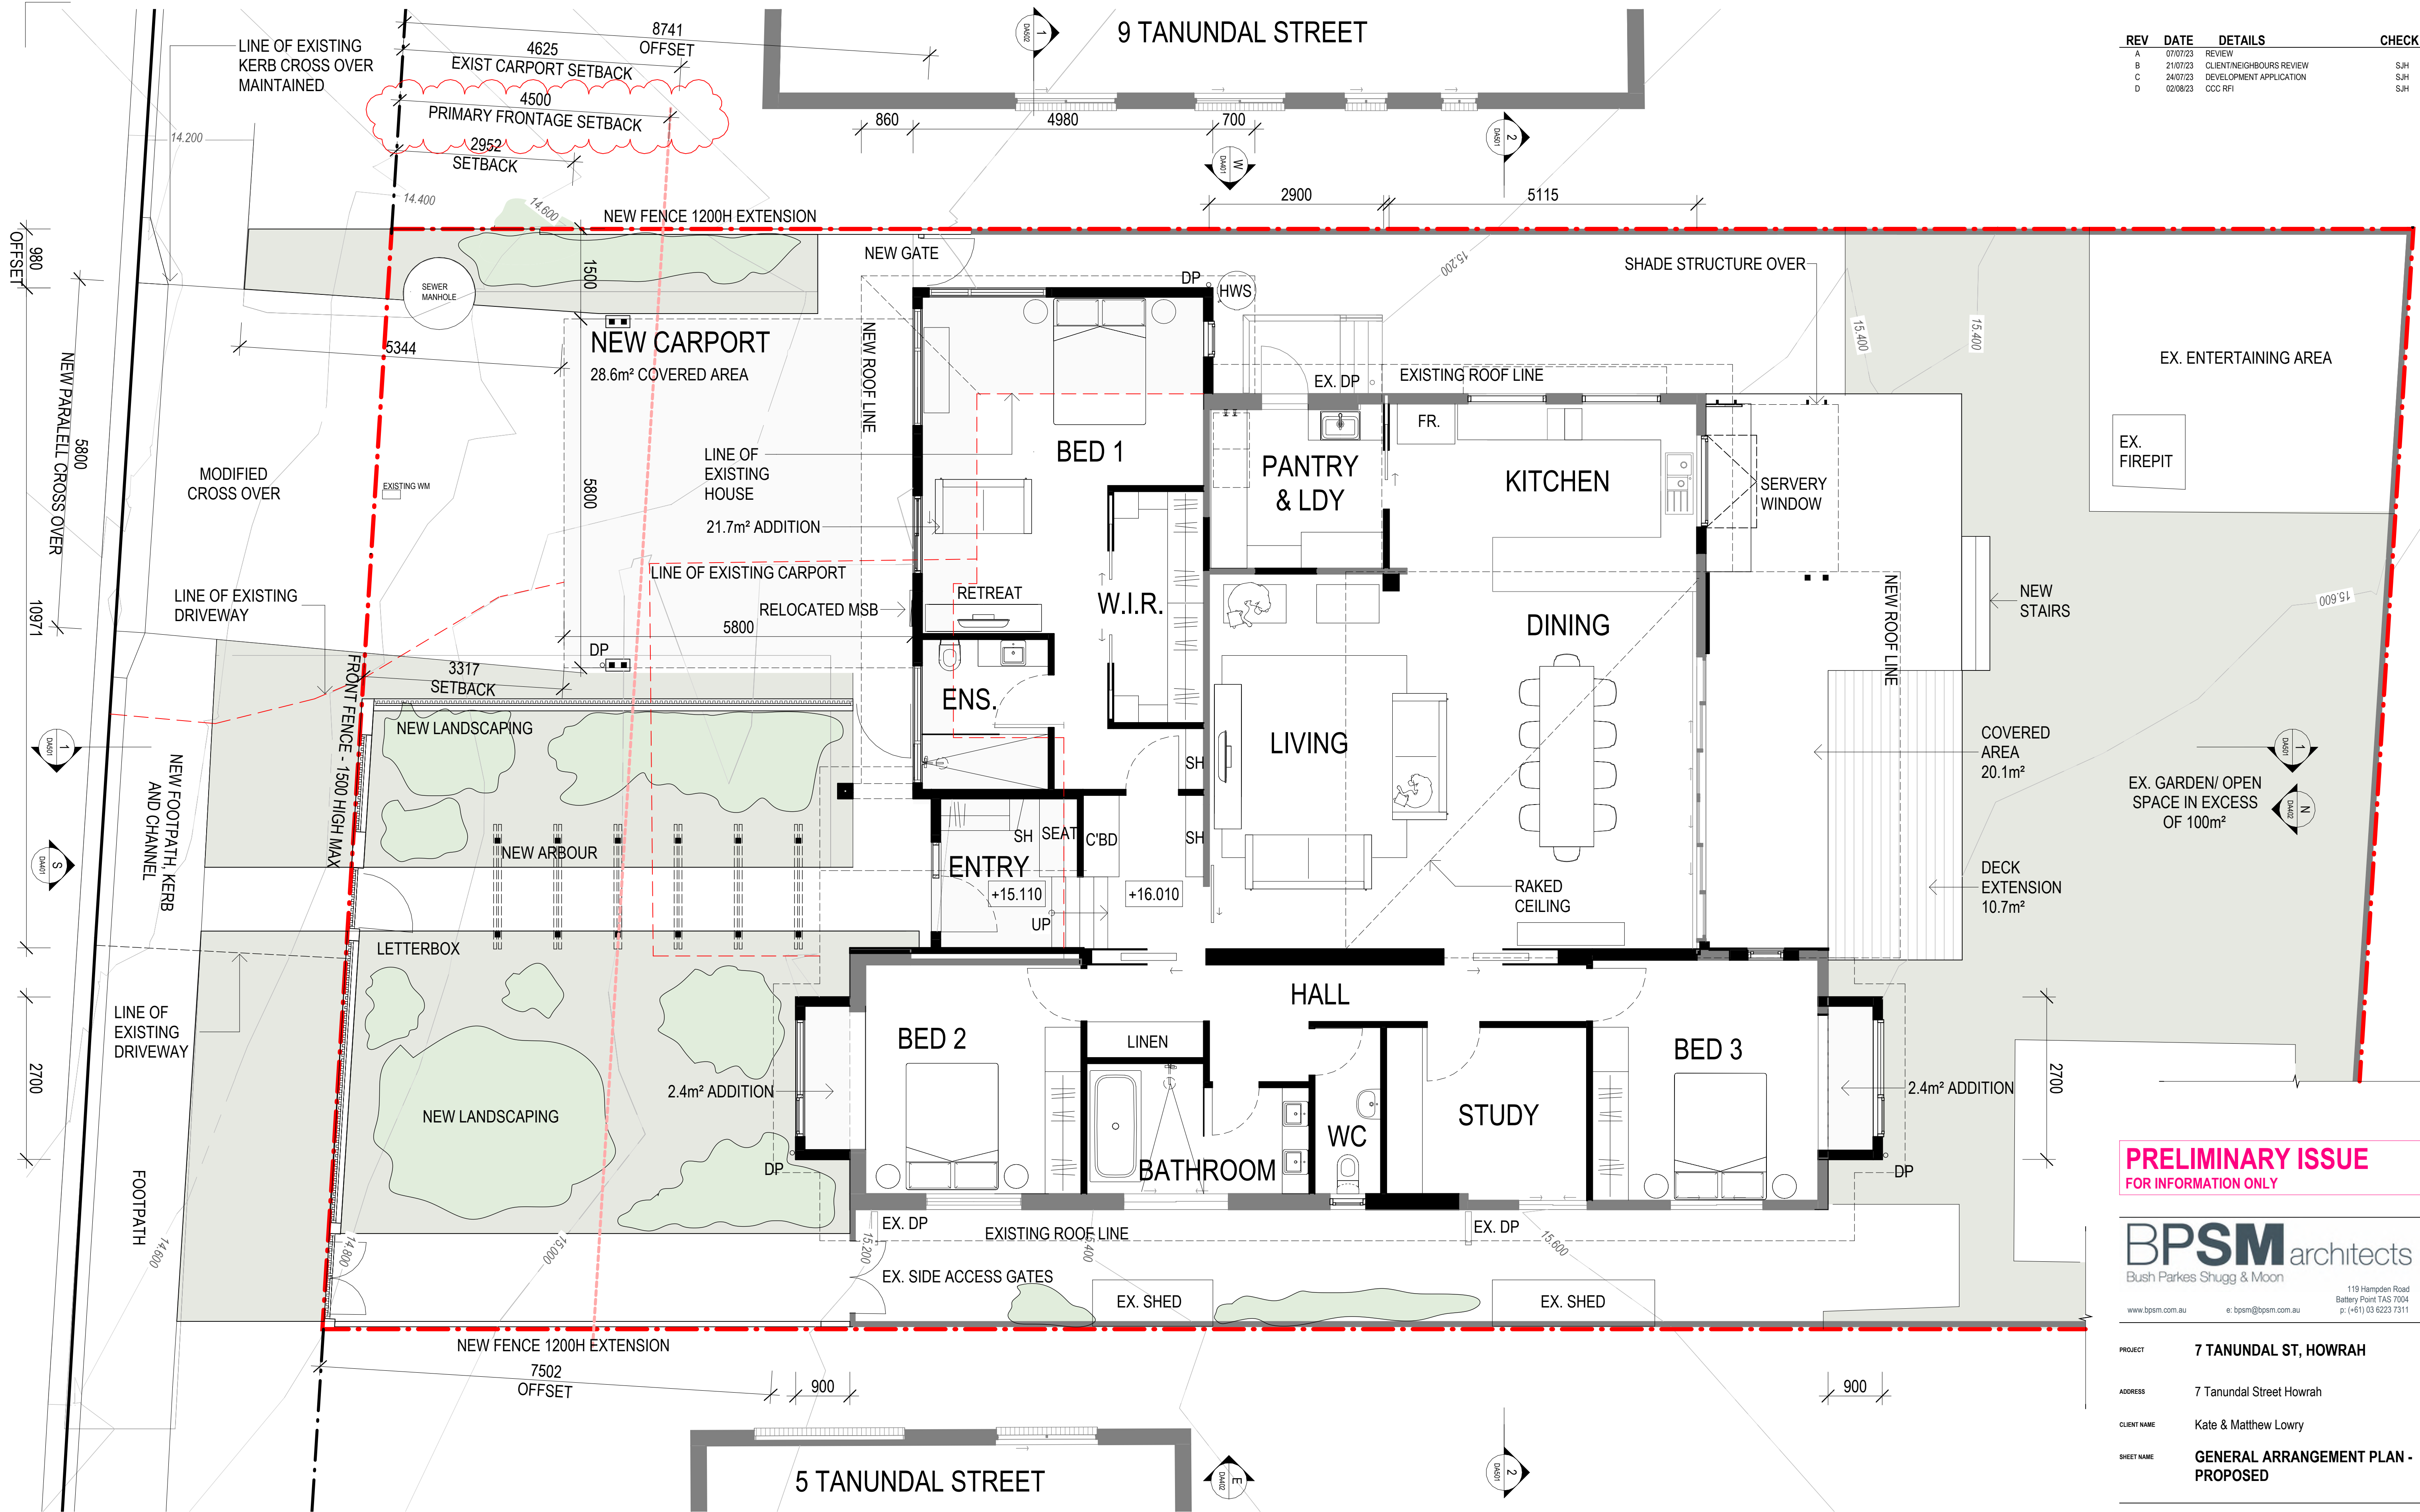 9 TANUNDAL STREET
REV DATE DETAILS CHECK
A 07/07/23 REVIEW
B 21/07/23 CLIENT/NEIGHBOURS REVIEW SJH
C 24/07/23 DEVELOPMENT APPLICATION SJH
D 02/08/23 CCC RFI SJH
LINE OF EXISTING
KERB CROSS OVER
MAINTAINED
8741
OFFSET
4625
EXIST CARPORT SETBACK
4500
PRIMARY FRONTAGE SETBACK
2952
SETBACK
1
DA502
860
4980
700
2
DA501
W
DA401
2900
5115
14.200
14.400
14.600
NEW FENCE 1200H EXTENSION
980
OFFSET
NEW GATE
1500
SEWER
MANHOLE
DP
HWS
15.200
SHADE STRUCTURE OVER
15.400
15.400
EX. ENTERTAINING AREA
EX.
FIREPIT
5344
NEW CARPORT
28.6m² COVERED AREA
NEW ROOF LINE
EX. DP
EXISTING ROOF LINE
FR.
NEW PARALELL CROSS OVER
5800
MODIFIED
CROSS OVER
EXISTING WM
5800
LINE OF
EXISTING
HOUSE
BED 1
PANTRY
& LDY
KITCHEN
SERVERY
WINDOW
21.7m² ADDITION
LINE OF EXISTING CARPORT
RETREAT
W.I.R.
RELOCATED MSB
5800
DINING
NEW ROOF LINE
NEW
STAIRS
15.600
10971
LINE OF EXISTING
DRIVEWAY
DP
3317
SETBACK
ENS.
FRONT FENCE - 1500 HIGH MAX
NEW LANDSCAPING
LIVING
SH
COVERED
AREA
20.1m²
1
DA501
1
DA501
EX. GARDEN/ OPEN
SPACE IN EXCESS
OF 100m²
N
DA402
NEW FOOTPATH, KERB
AND CHANNEL
S
DA401
NEW ARBOUR
SH
SEAT
C'BD
SH
ENTRY
+15.110
+16.010
UP
RAKED
CEILING
DECK
EXTENSION
10.7m²
LETTERBOX
HALL
LINE OF
EXISTING
DRIVEWAY
2700
BED 2
LINEN
BED 3
2700
2.4m² ADDITION
2.4m² ADDITION
NEW LANDSCAPING
STUDY
WC
BATHROOM
DP
DP
FOOTPATH
14.600
14.800
15.000
15.200
EX. DP
EXISTING ROOF LINE
15.400
EX. DP
15.600
EX. SIDE ACCESS GATES
EX. SHED
EX. SHED
NEW FENCE 1200H EXTENSION
7502
OFFSET
900
900
5 TANUNDAL STREET
E
DA402
2
DA501
PRELIMINARY ISSUE
FOR INFORMATION ONLY
BPSM architects
Bush Parkes Shugg & Moon
119 Hampden Road
Battery Point TAS 7004
www.bpsm.com.au e: bpsm@bpsm.com.au p: (+61) 03 6223 7311
PROJECT 7 TANUNDAL ST, HOWRAH
ADDRESS 7 Tanundal Street Howrah
CLIENT NAME Kate & Matthew Lowry
SHEET NAME GENERAL ARRANGEMENT PLAN -
PROPOSED